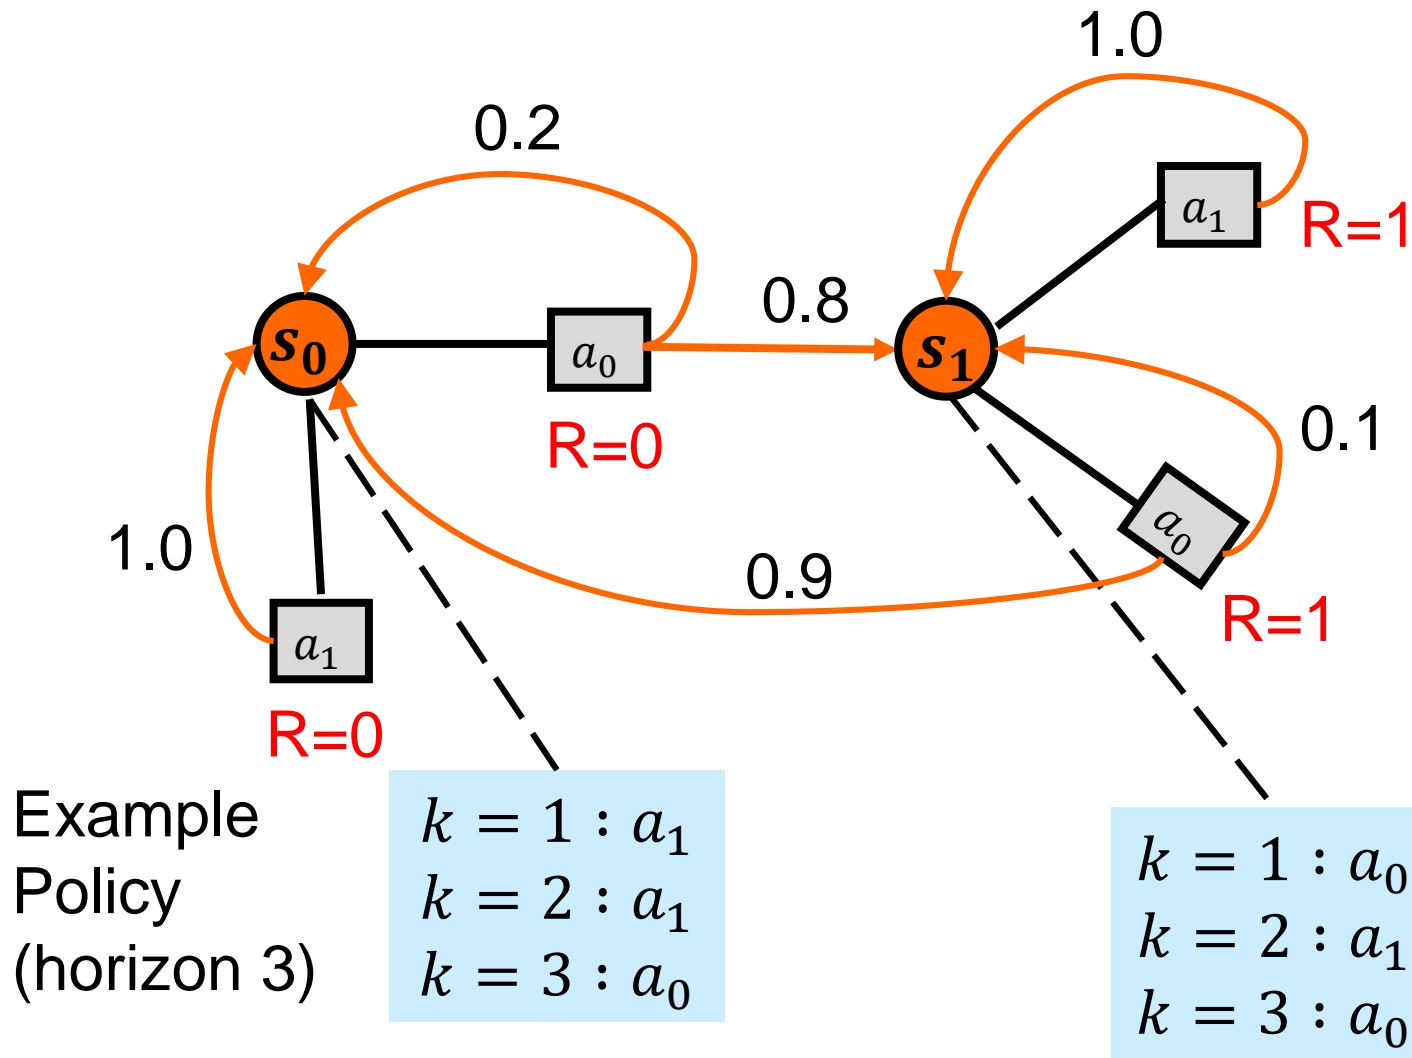 1.0
0.2
a₁
R=1
0.8
s₀
a₀
s₁
R=0
0.1
a₀
1.0
0.9
R=1
a₁
R=0
Example
Policy
(horizon 3)
k = 1 : a₁
k = 2 : a₁
k = 3 : a₀
k = 1 : a₀
k = 2 : a₁
k = 3 : a₀